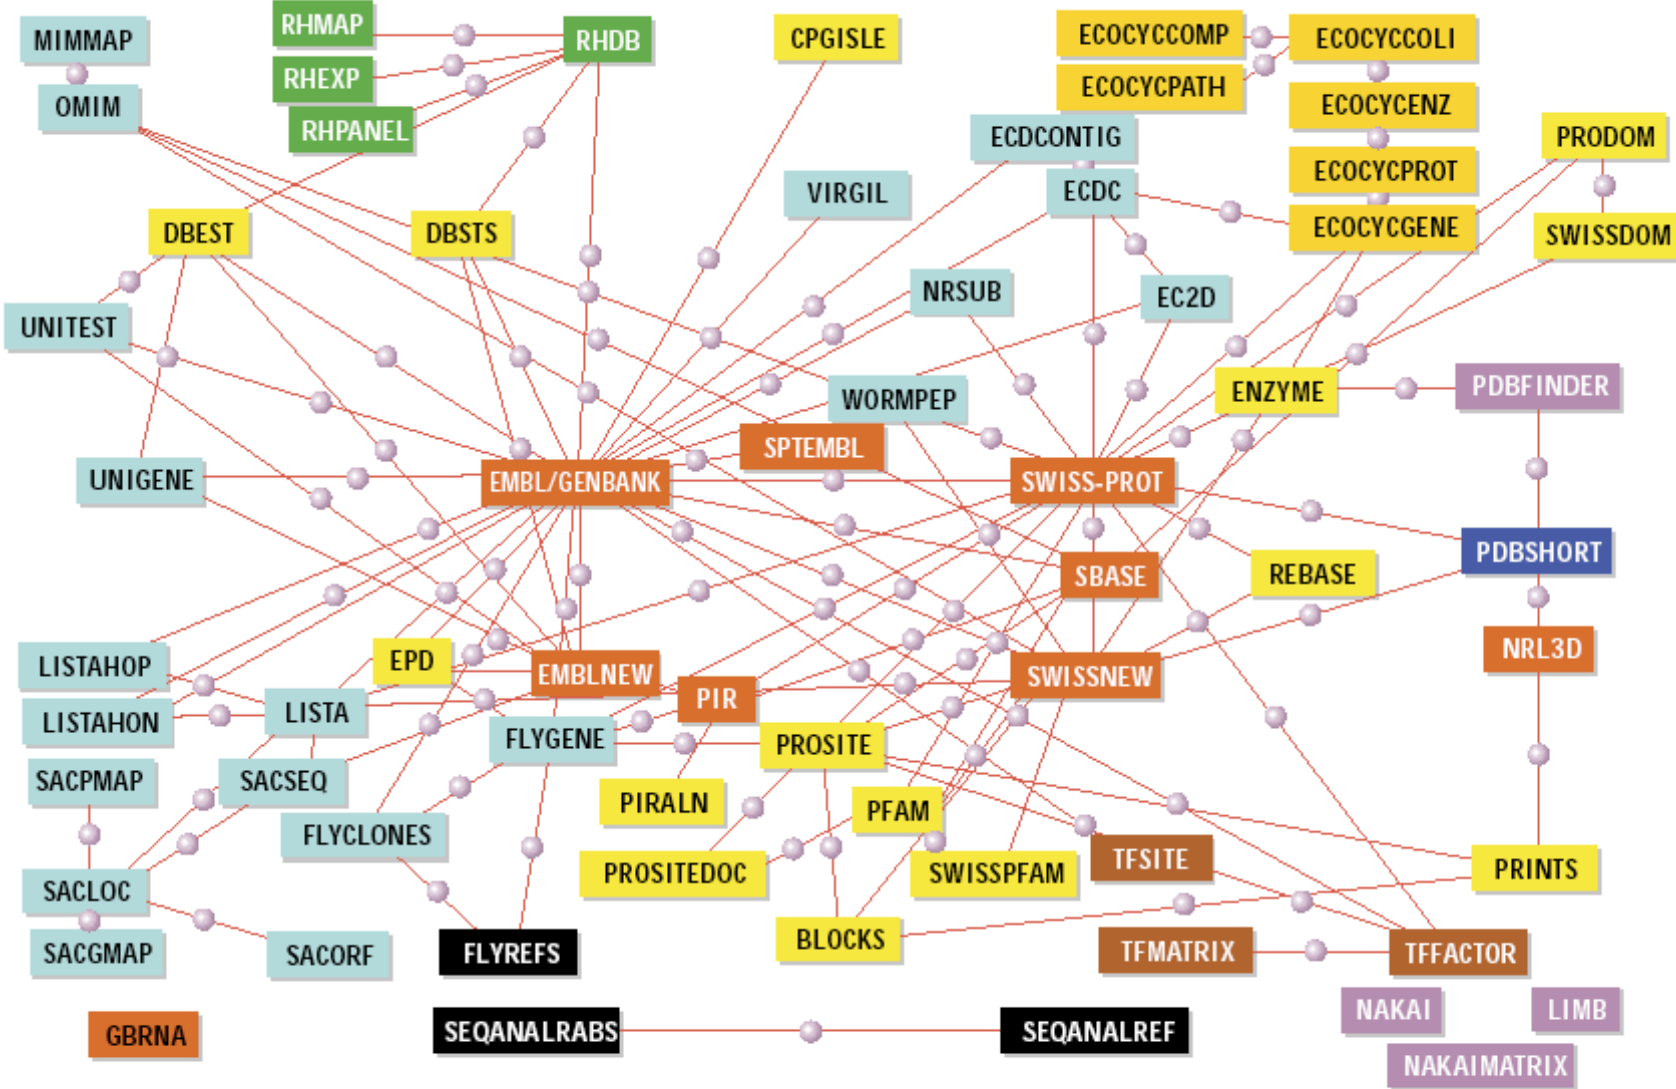 MIMMAP
RHMAP
RHDB
CPGISLE
ECOCYCCOMP
ECOCYCCOLI
RHEXP
ECOCYCPATH
OMIM
ECOCYCENZ
RHPANEL
ECDCONTIG
PRODOM
ECOCYCPROT
VIRGIL
ECDC
DBEST
DBSTS
ECOCYCGENE
SWISSDOM
NRSUB
EC2D
UNITEST
ENZYME
PDBFINDER
WORMPEP
SPTEMBL
UNIGENE
EMBL/GENBANK
SWISS-PROT
PDBSHORT
SBASE
REBASE
LISTAHOP
EPD
EMBLNEW
SWISSNEW
NRL3D
PIR
LISTAHON
LISTA
FLYGENE
PROSITE
SACPMAP
SACSEQ
PIRALN
PFAM
FLYCLONES
TFSITE
PROSITEDOC
SWISSPFAM
PRINTS
SACLOC
BLOCKS
SACGMAP
SACORF
FLYREFS
TFMATRIX
TFFACTOR
NAKAI
LIMB
GBRNA
SEQANALRABS
SEQANALREF
NAKAIMATRIX